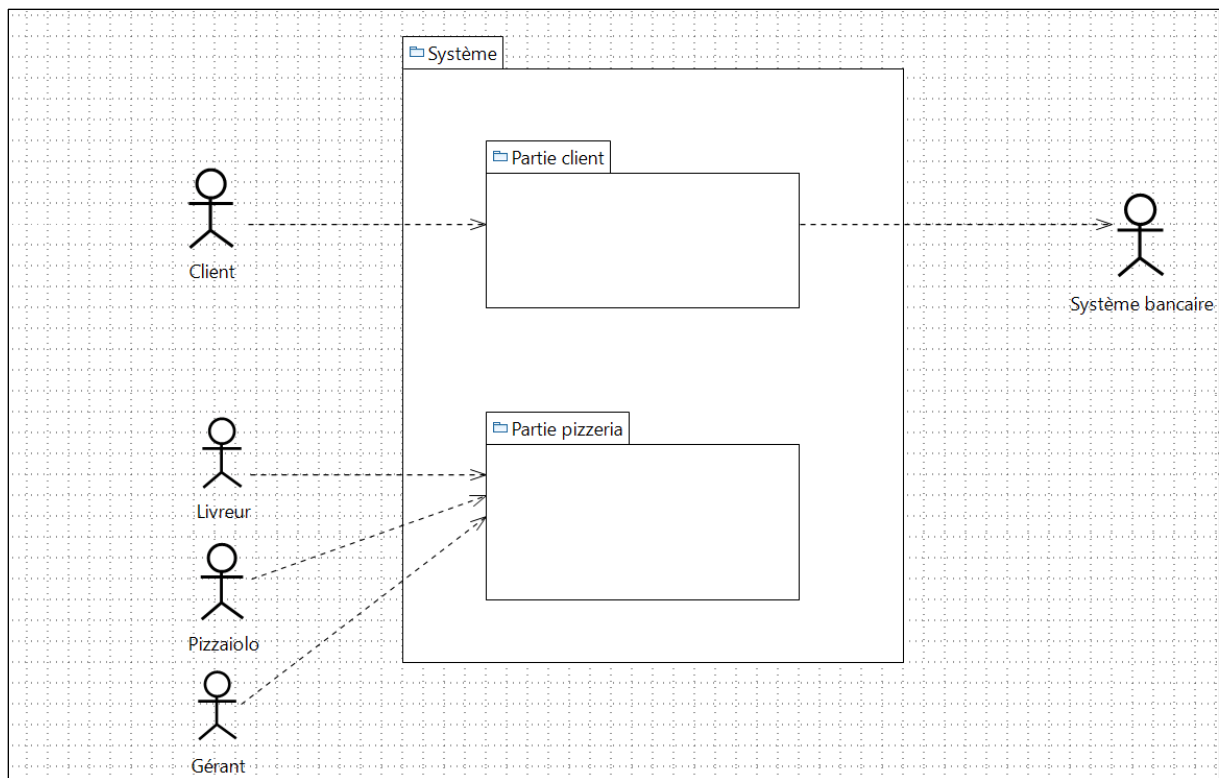 Système
Partie client
Client
Système bancaire
Partie pizzeria
Livreur
Pizzaiolo
Gérant